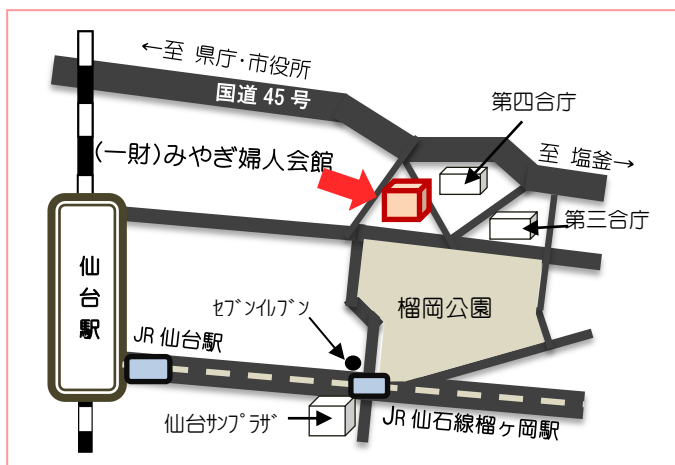 ←至 県庁・市役所
国道 45 号
第四合庁
(一財)みやぎ婦人会館
至 塩釜→
第三合庁
仙台駅
ｾﾌﾞﾝｲﾚﾌﾞﾝ
榴岡公園
JR 仙台駅
仙台ｻﾝﾌﾟﾗｻﾞ
JR 仙石線榴ヶ岡駅